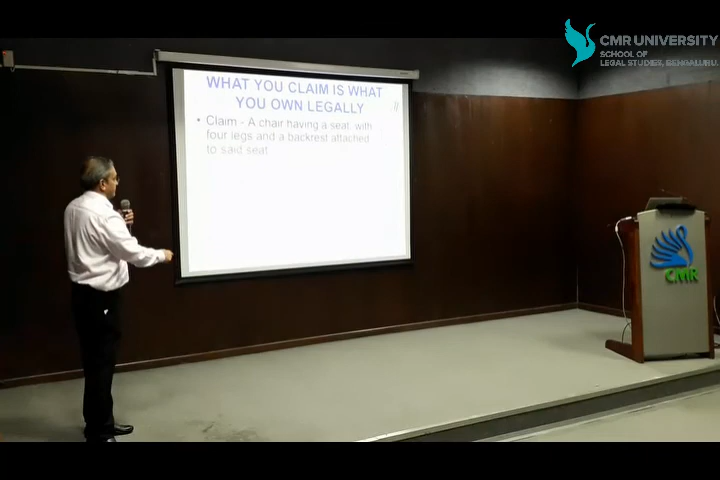 CMR UNIVERSITY
SCHOOL OF
LEGAL STUDIES, BENGALURU.
WHAT YOU CLAIM IS WHAT
YOU OWN LEGALLY
• Claim - A chair having a seat with
four legs and a backrest attached
to said seat
CMR